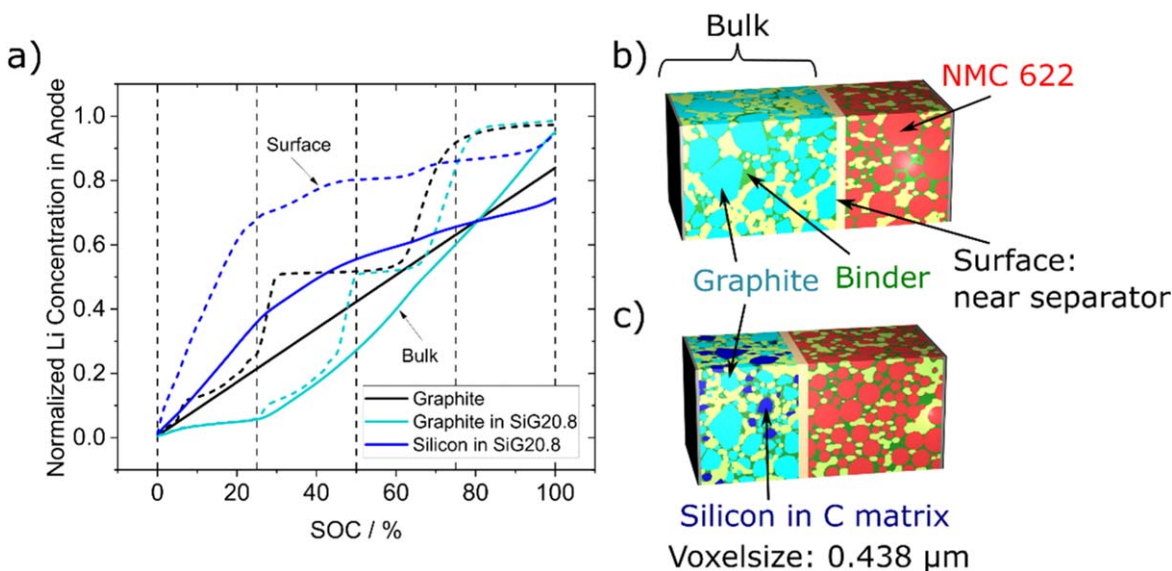 a)
Normalized Li Concentration in Anode
1.0
0.8
0.6
0.4
0.2
0.0
Surface
Bulk
Graphite
Graphite in SiG20.8
Silicon in SiG20.8
0
20
40
60
80
100
SOC / %
b)
Bulk
NMC 622
Graphite
Binder
Surface:
near separator
c)
Silicon in C matrix
Voxelsize: 0.438 µm